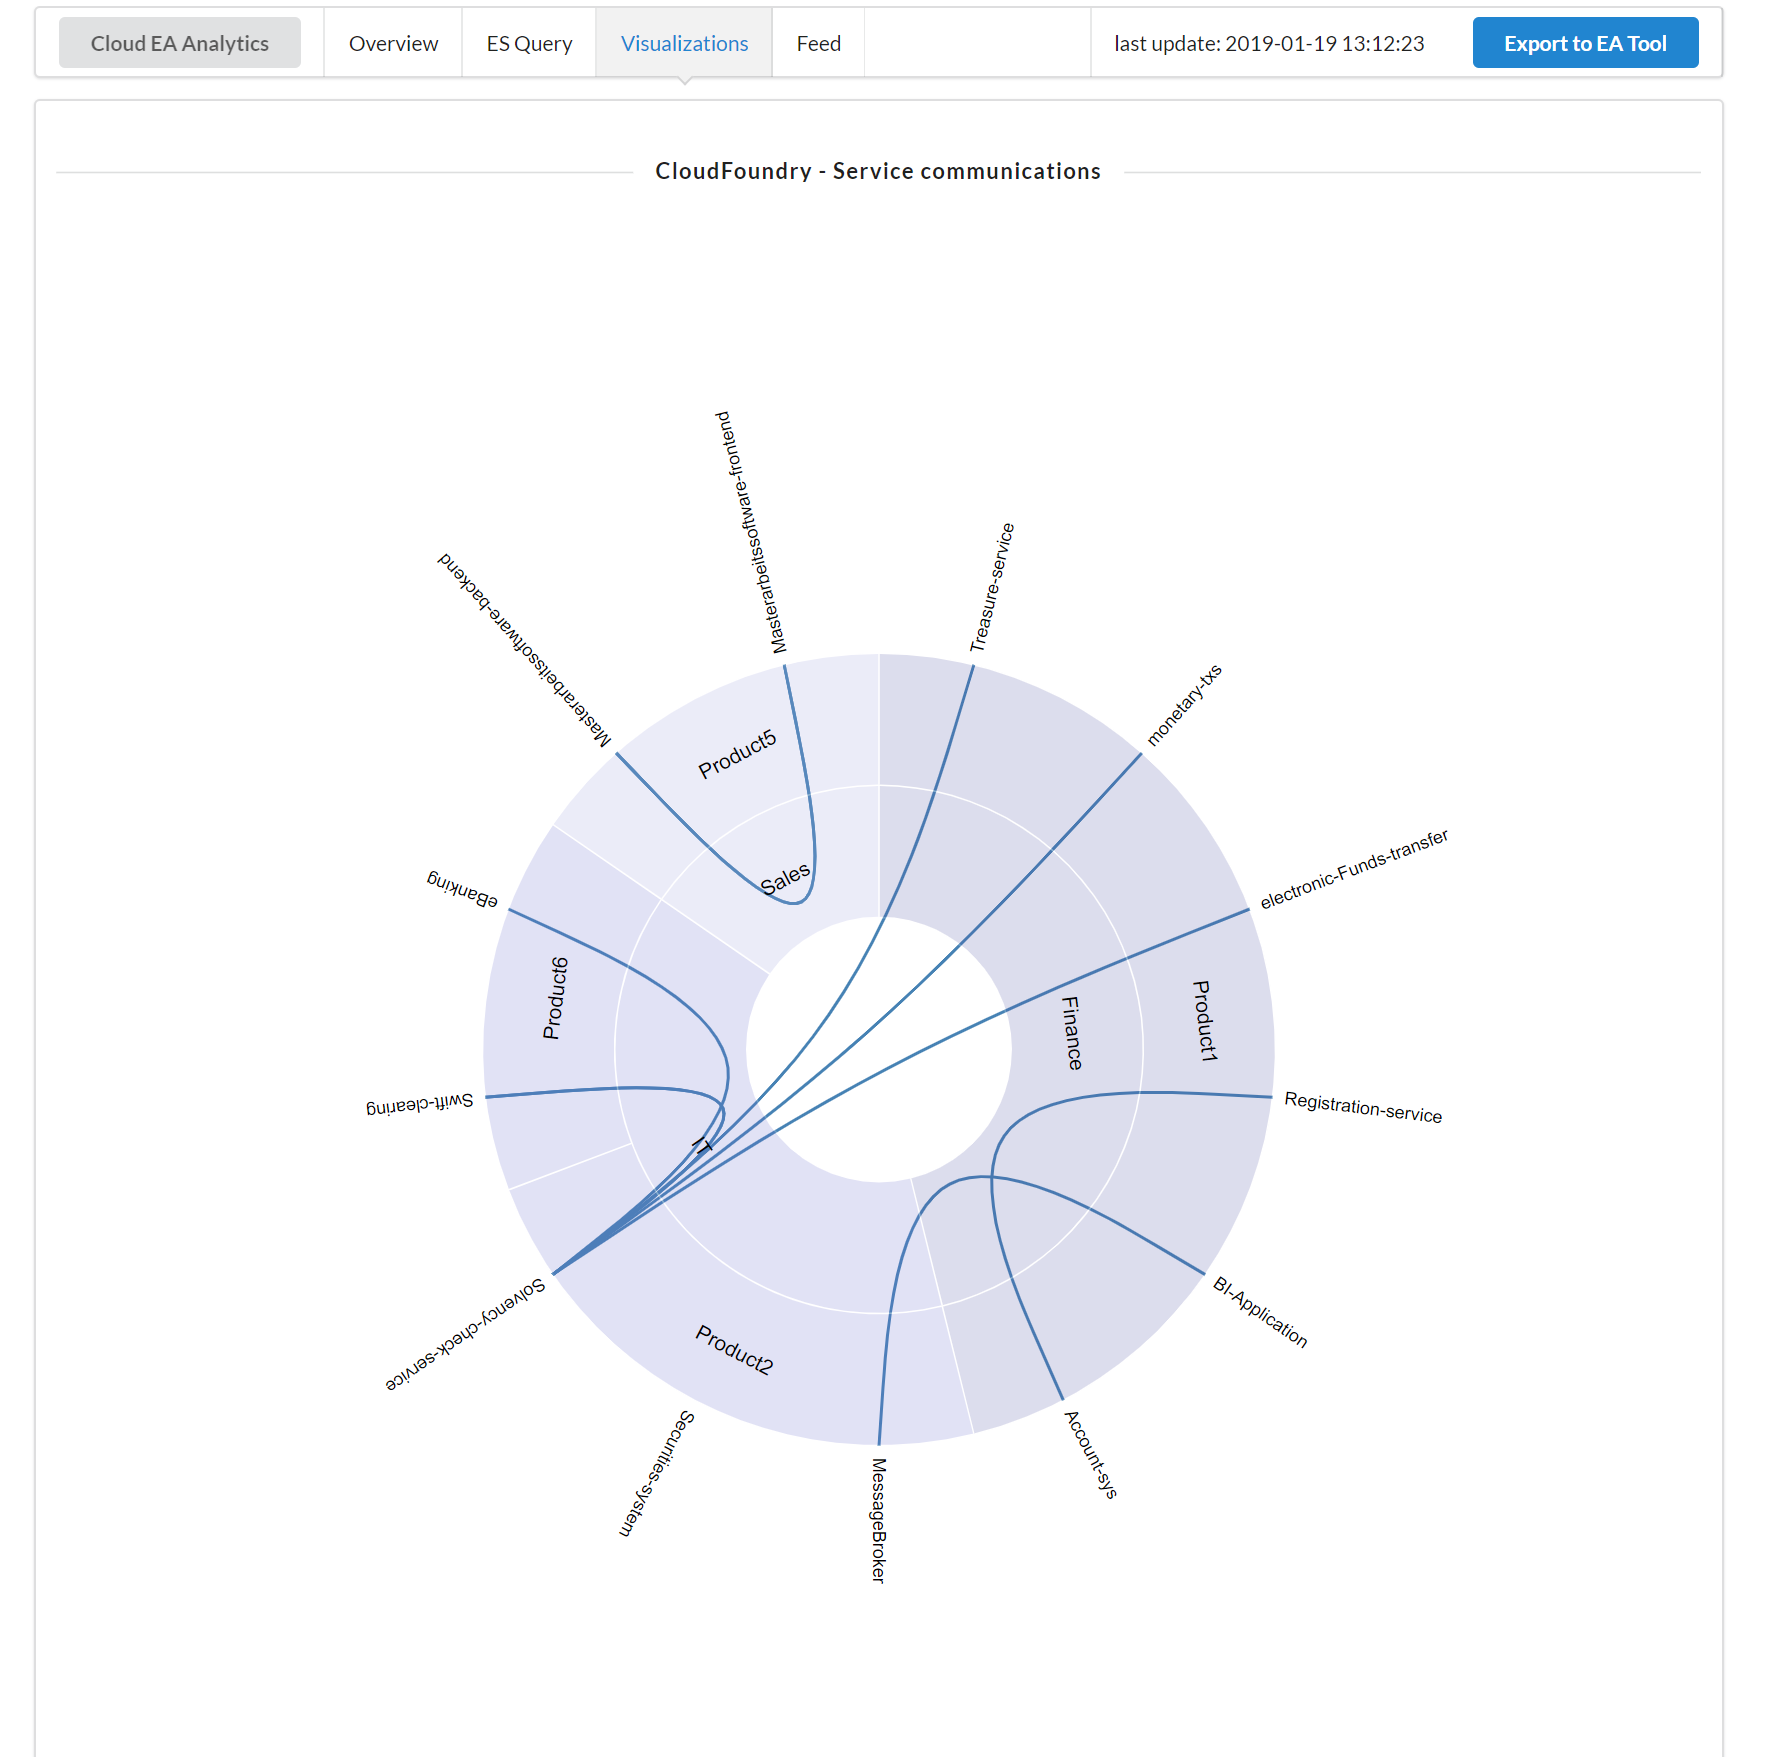 Cloud EA Analytics
Overview
ES Query
Visualizations
Feed
last update: 2019-01-19 13:12:23
Export to EA Tool
CloudFoundry - Service communications
Masterarbeitssoftware-frontend
Treasure-service
Masterarbeitssoftware-backend
monetary-txs
Product5
electronic-Funds-transfer
Sales
eBanking
Product6
Finance
Product1
Swift-clearing
Registration-service
IT
Solvency-check-service
BI-Application
Product2
Securities-system
Account-sys
MessageBroker